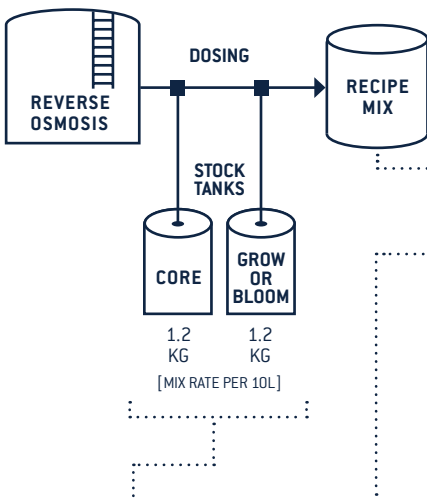 DOSING
REVERSE
OSMOSIS
RECIPE
MIX
STOCK
TANKS
CORE
GROW
OR
BLOOM
1.2
KG
1.2
KG
[MIX RATE PER 10L]